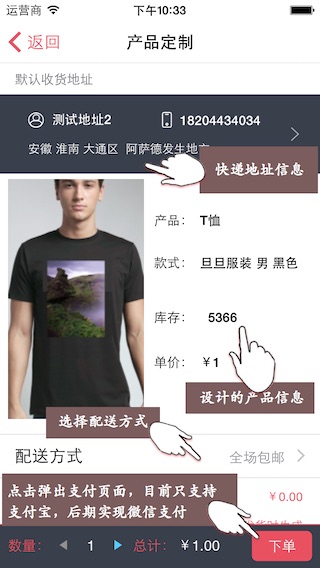 运营商 下午10:33
返回 产品定制
默认收货地址
测试地址2 18204434034
安徽 淮南 大通区 阿萨德发生地方
快递地址信息
产品: T恤
款式: 旦旦服装 男 黑色
库存: 5366
单价: ￥1
设计的产品信息
选择配送方式
配送方式 全场包邮
点击弹出支付页面，目前只支持
支付宝，后期实现微信支付
￥0.00
数量: 1 总计: ￥1.00 下单